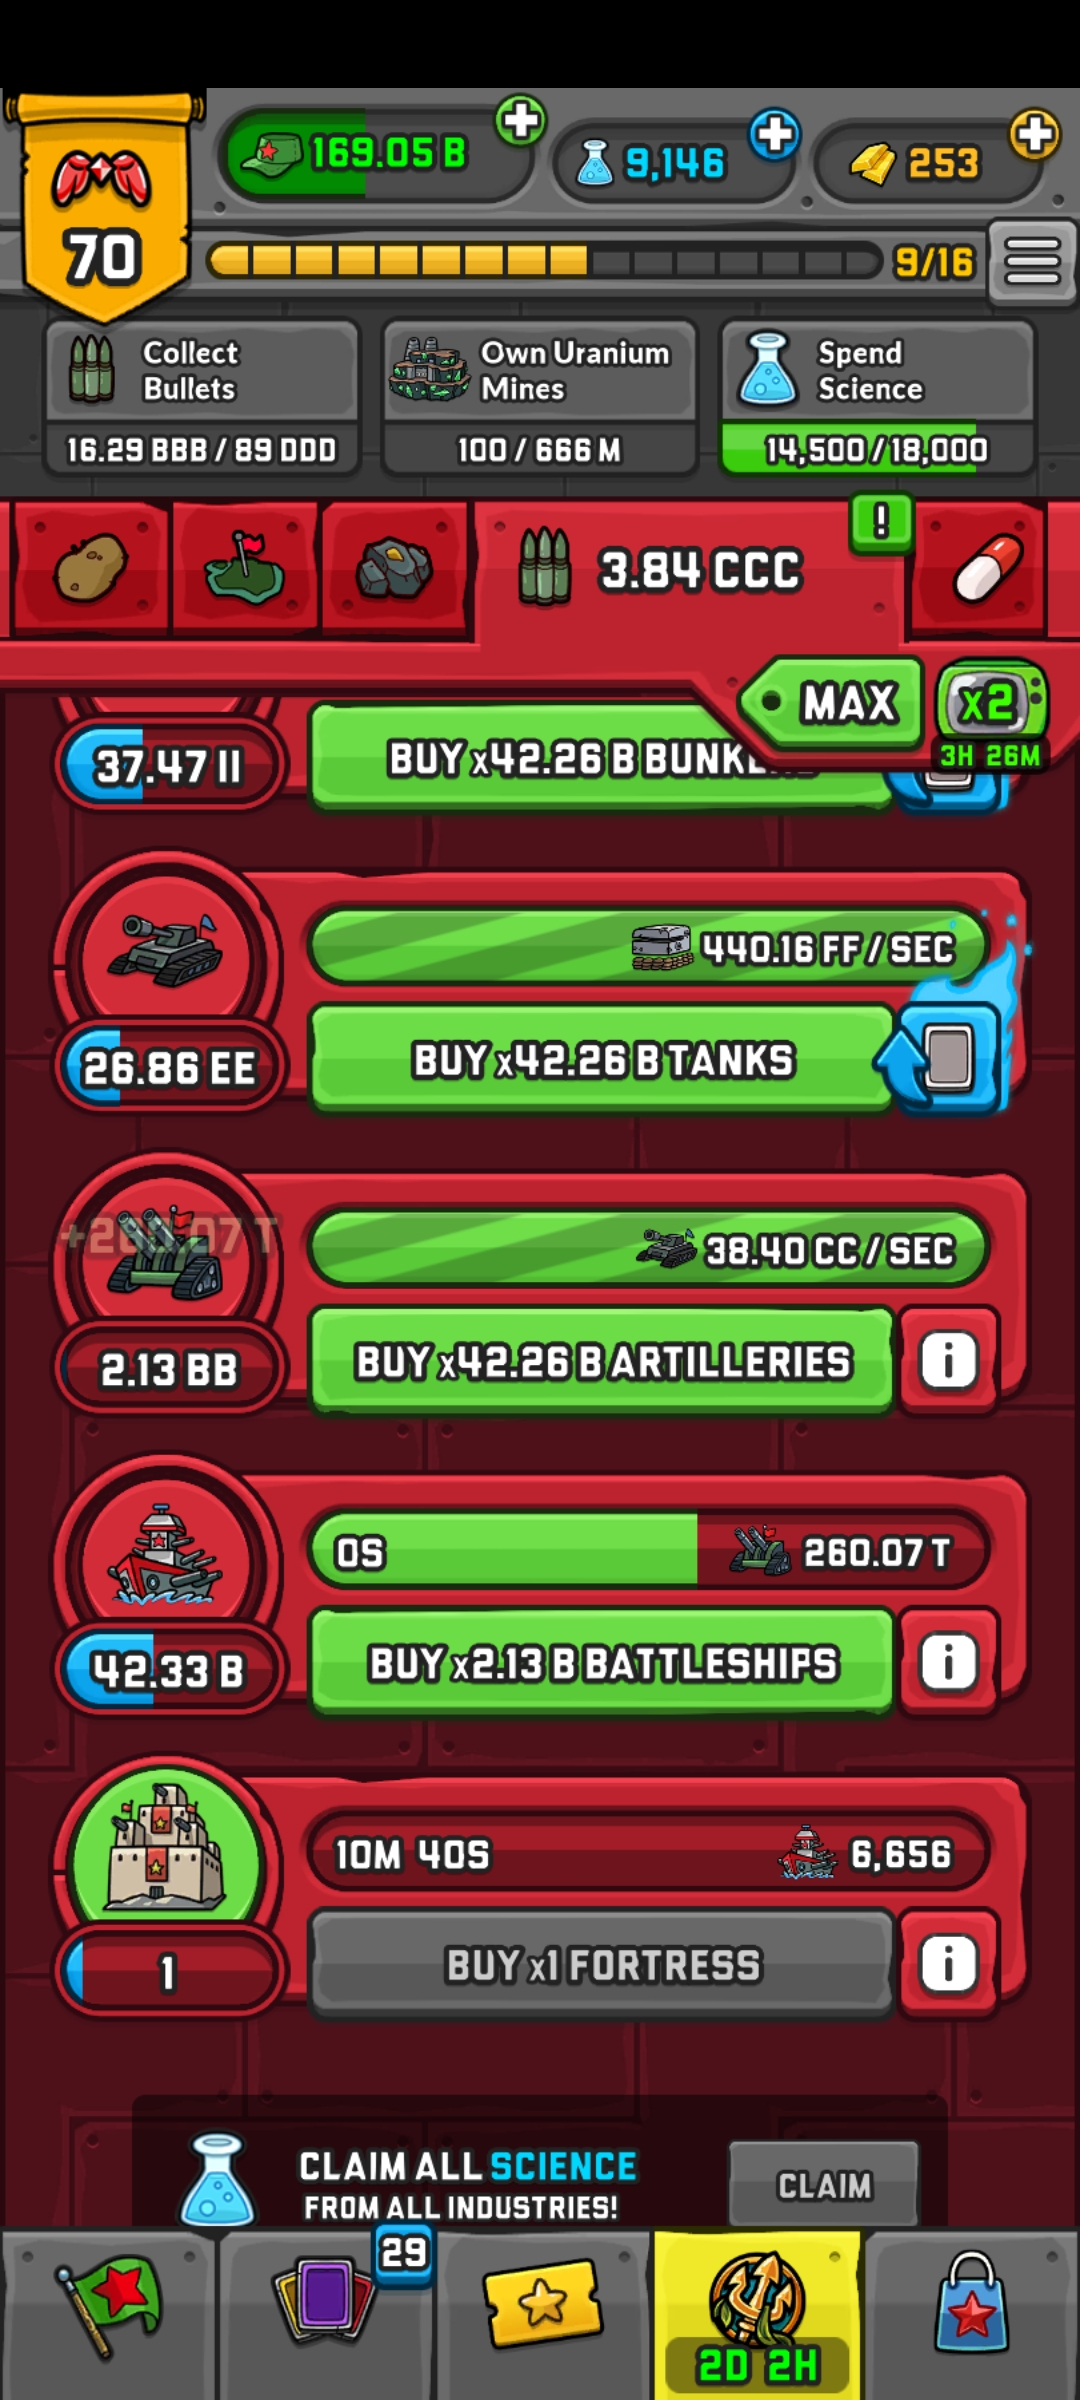 169.05 B
9,146
253
70
9/16
Collect
Bullets
Own Uranium
Mines
Spend
Science
16.29 BBB / 89 DDD
100 / 666 M
14,500/18,000
!
3.84 CCC
MAX
x2
3H 26M
37.47 II
BUY x42.26 B
440.16 FF / SEC
26.86 EE
BUY x42.26 B TANKS
+260.07 T
38.40 CC / SEC
2.13 BB
BUY x42.26 B ARTILLERIES
i
0S
260.07 T
42.33 B
BUY x2.13 B BATTLESHIPS
i
10M 40S
6,656
1
BUY x1 FORTRESS
i
CLAIM ALL SCIENCE
FROM ALL INDUSTRIES!
CLAIM
29
2D 2H